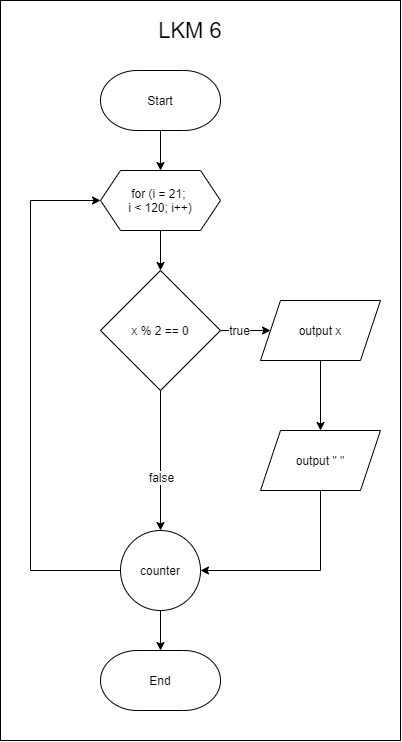 LKM 6
Start
for (i = 21;
i < 120; i++)
x % 2 == 0
true
output x
output " "
false
counter
End